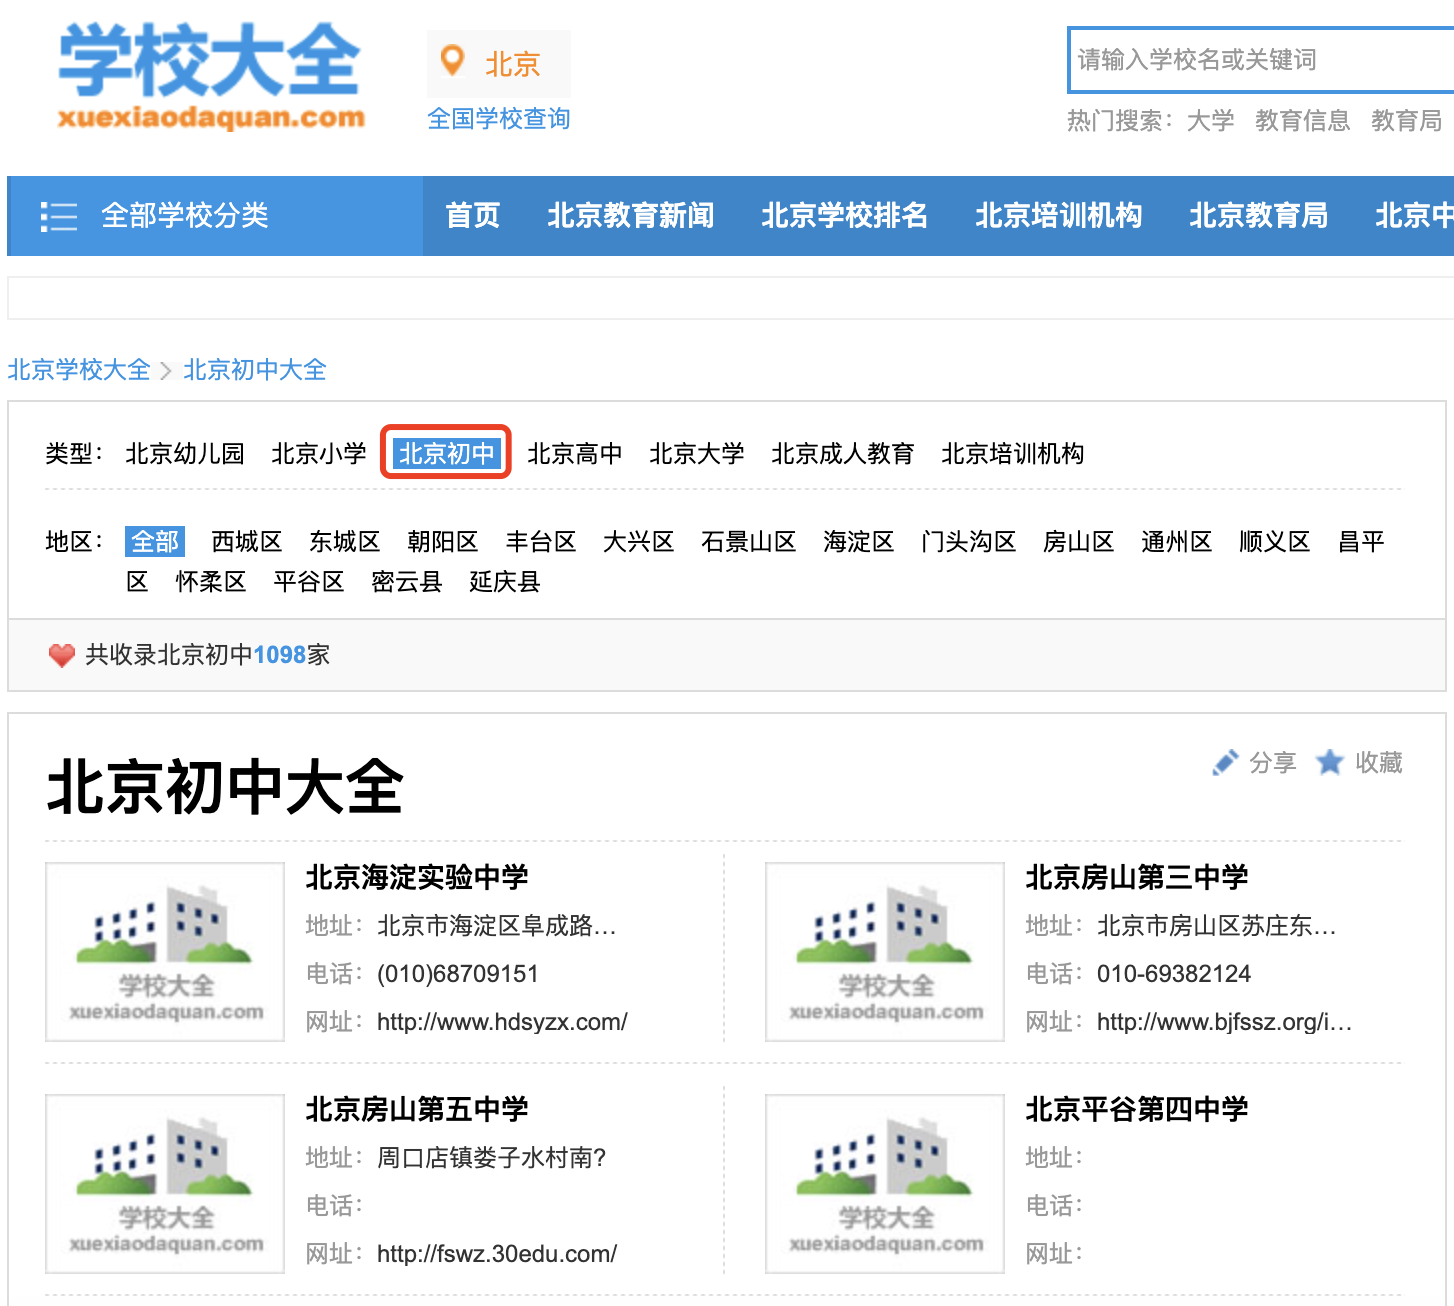 学校大全
xuexiaodaquan.com
北京
全国学校查询
请输入学校名或关键词
热门搜索：大学 教育信息 教育局
全部学校分类 首页 北京教育新闻 北京学校排名 北京培训机构 北京教育局 北京中
北京学校大全 > 北京初中大全
类型： 北京幼儿园 北京小学 北京初中 北京高中 北京大学 北京成人教育 北京培训机构
地区： 全部 西城区 东城区 朝阳区 丰台区 大兴区 石景山区 海淀区 门头沟区 房山区 通州区 顺义区 昌平
区 怀柔区 平谷区 密云县 延庆县
共收录北京初中1098家
北京初中大全
分享 收藏
学校大全
xuexiaodaquan.com
北京海淀实验中学
地址：北京市海淀区阜成路...
电话：(010)68709151
网址：http://www.hdsyzx.com/
学校大全
xuexiaodaquan.com
北京房山第三中学
地址：北京市房山区苏庄东...
电话：010-69382124
网址：http://www.bjfssz.org/i...
学校大全
xuexiaodaquan.com
北京房山第五中学
地址：周口店镇娄子水村南?
电话：
网址：http://fswz.30edu.com/
学校大全
xuexiaodaquan.com
北京平谷第四中学
地址：
电话：
网址：